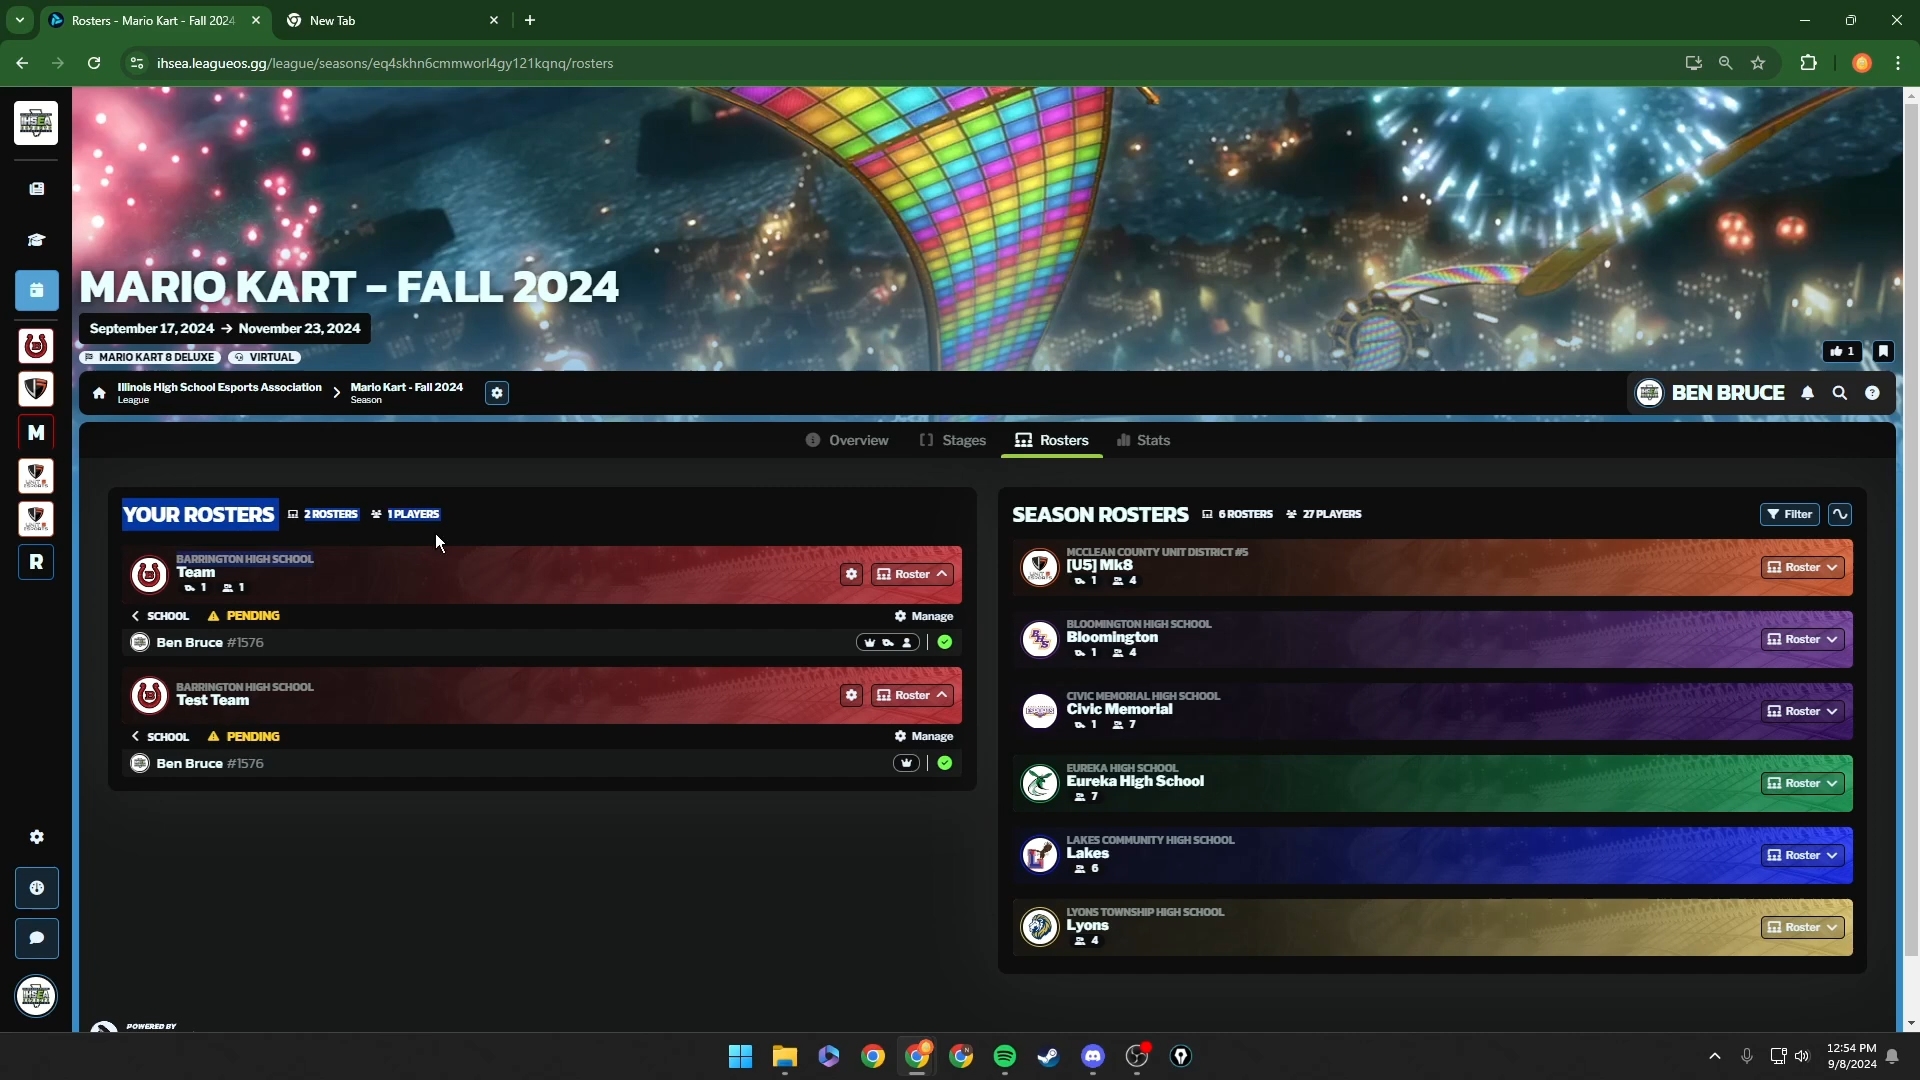 Rosters - Mario Kart - Fall 2024
New Tab
ihsea.leagueos.gg/league/seasons/eq4skhn6cmmworl4gy121kqnq/rosters
IHSEA
MARIO KART - FALL 2024
September 17, 2024 → November 23, 2024
MARIO KART 8 DELUXE
VIRTUAL
1
Illinois High School Esports Association
League
Mario Kart - Fall 2024
Season
BEN BRUCE
M
R
Overview
Stages
Rosters
Stats
YOUR ROSTERS 2 ROSTERS 1 PLAYERS
BARRINGTON HIGH SCHOOL
Team
1 1
Roster
SCHOOL PENDING
Manage
Ben Bruce #1576
BARRINGTON HIGH SCHOOL
Test Team
Roster
SCHOOL PENDING
Manage
Ben Bruce #1576
SEASON ROSTERS 6 ROSTERS 27 PLAYERS
Filter
MCCLEAN COUNTY UNIT DISTRICT #5
[U5] Mk8
1 4
Roster
BLOOMINGTON HIGH SCHOOL
Bloomington
1 4
Roster
CIVIC MEMORIAL HIGH SCHOOL
Civic Memorial
1 7
Roster
EUREKA HIGH SCHOOL
Eureka High School
7
Roster
LAKES COMMUNITY HIGH SCHOOL
Lakes
6
Roster
LYONS TOWNSHIP HIGH SCHOOL
Lyons
4
Roster
POWERED BY
12:54 PM
9/8/2024